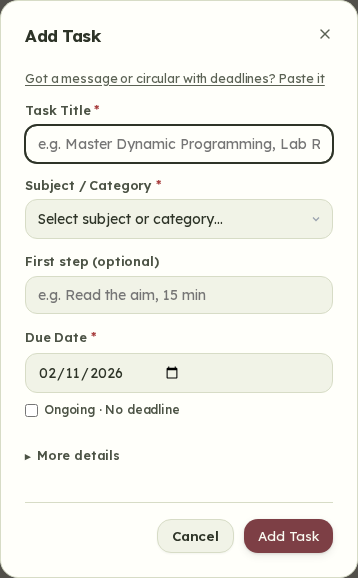 Add Task
×
Got a message or circular with deadlines? Paste it
Task Title *
e.g. Master Dynamic Programming, Lab R
Subject / Category *
Select subject or category...
First step (optional)
e.g. Read the aim, 15 min
Due Date *
02/11/2026
Ongoing · No deadline
▸ More details
Cancel
Add Task